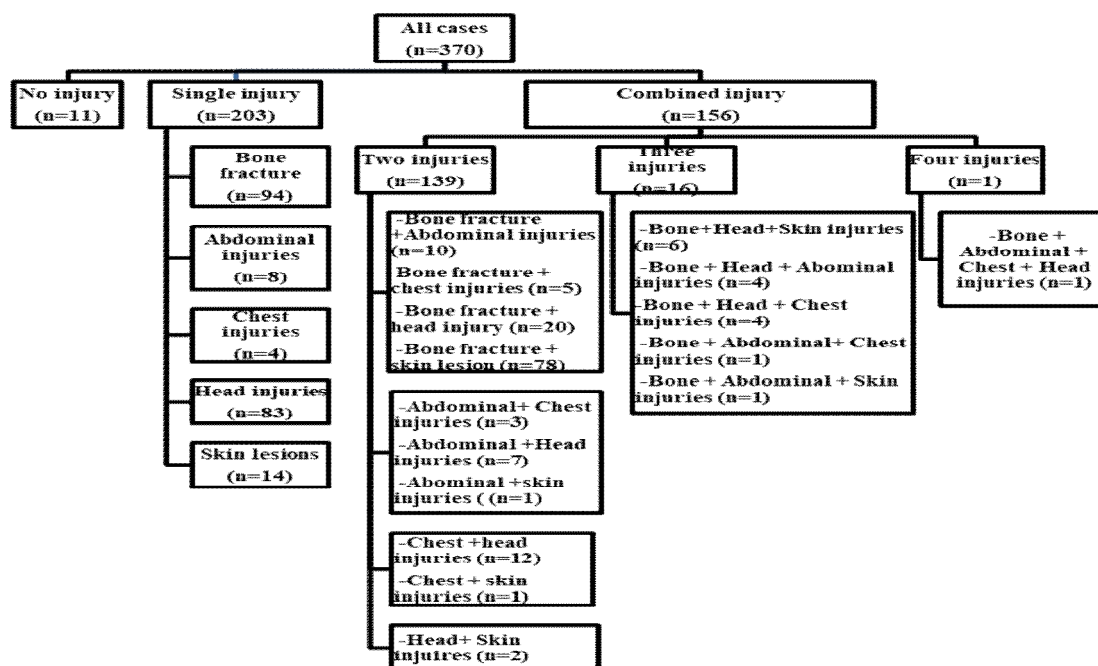 All cases
(n=370)
No injury
(n=11)
Single injury
(n=203)
Combined injury
(n=156)
Bone
fracture
(n=94)
Abdominal
injuries
(n=8)
Chest
injuries
(n=4)
Head injuries
(n=83)
Skin lesions
(n=14)
Two injuries
(n=139)
-Bone fracture
+Abdominal injuries
(n=10)
Bone fracture +
chest injuries (n=5)
-Bone fracture +
head injury (n=20)
-Bone fracture +
skin lesion (n=78)
-Abdominal+ Chest
injuries (n=3)
-Abdominal +Head
injuries (n=7)
-Abominal +skin
injuries ( (n=1)
-Chest +head
injuries (n=12)
-Chest + skin
injuries (n=1)
-Head+ Skin
injuires (n=2)
Three
injuries
(n=16)
-Bone+Head+Skin injuries
(n=6)
-Bone + Head + Abominal
injuries (n=4)
-Bone + Head + Chest
injuries (n=4)
-Bone + Abdominal+ Chest
injuries (n=1)
-Bone + Abdominal + Skin
injuries (n=1)
Four injuries
(n=1)
-Bone +
Abdominal +
Chest + Head
injuries (n=1)